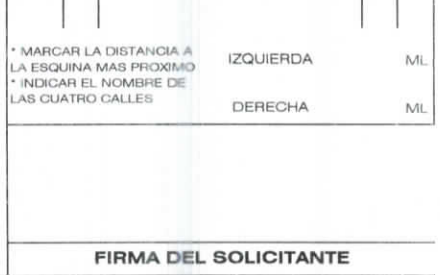 * MARCAR LA DISTANCIA A
LA ESQUINA MAS PROXIMO
* INDICAR EL NOMBRE DE
LAS CUATRO CALLES
IZQUIERDA ML
DERECHA ML
FIRMA DEL SOLICITANTE